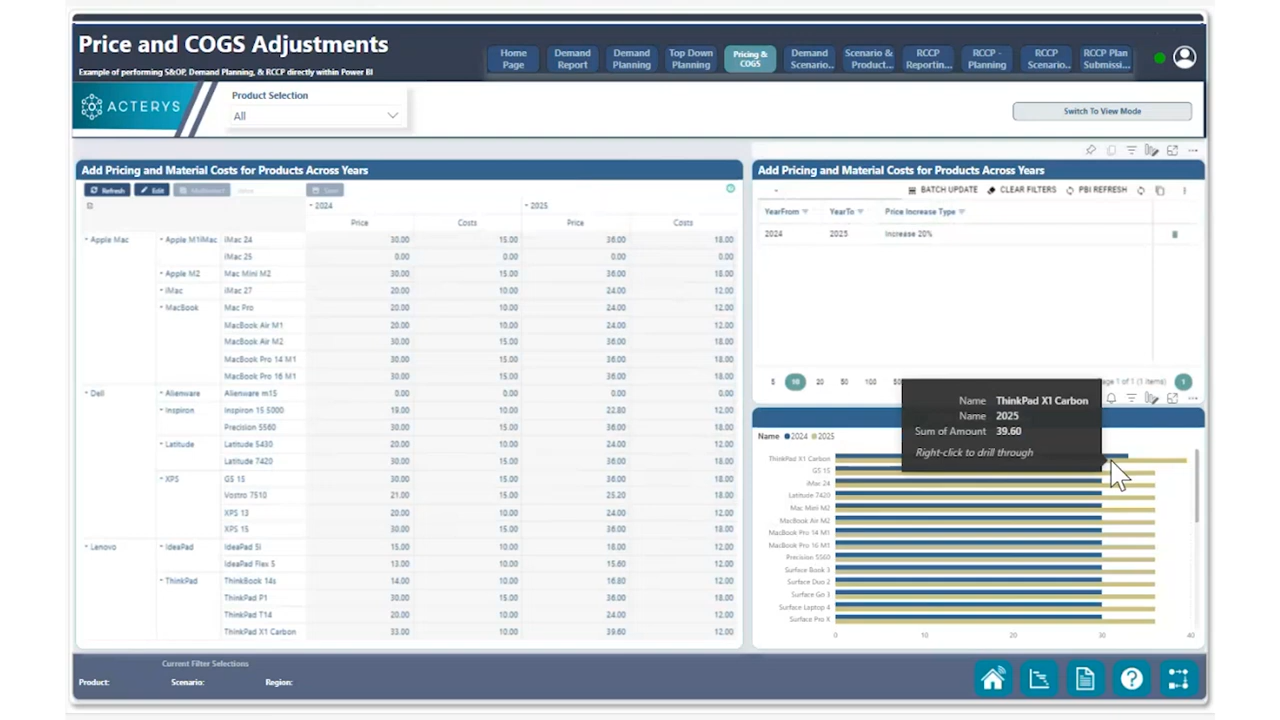 Price and COGS Adjustments
Example of performing S&OP, Demand Planning, & RCCP directly within Power BI
Home Page
Demand Report
Demand Planning
Top Down Planning
Pricing & COGS
Demand Scenario...
Scenario & Product...
RCCP Reportin...
RCCP - Planning
RCCP Scenario...
RCCP Plan Submissi...
ACTERYS
Product Selection
All
Switch To View Mode
Add Pricing and Material Costs for Products Across Years
Refresh Edit
2024 2025
Price Costs Price Costs
Apple Mac Apple M1iMac iMac 24 30.00 15.00 36.00 18.00
iMac 25 0.00 0.00 0.00 0.00
Apple M2 Mac Mini M2 30.00 15.00 36.00 18.00
iMac iMac 27 20.00 10.00 24.00 12.00
MacBook Mac Pro 20.00 10.00 24.00 12.00
MacBook Air M1 20.00 10.00 24.00 12.00
MacBook Air M2 30.00 15.00 36.00 18.00
MacBook Pro 14 M1 30.00 15.00 36.00 18.00
MacBook Pro 16 M1 30.00 15.00 36.00 18.00
Dell Alienware Alienware m15 0.00 0.00 0.00 0.00
Inspiron Inspiron 15 5000 19.00 10.00 22.80 12.00
Precision 5560 30.00 15.00 36.00 18.00
Latitude Latitude 5430 20.00 10.00 24.00 12.00
Latitude 7420 30.00 15.00 36.00 18.00
XPS GS 15 30.00 15.00 36.00 18.00
Vostro 7510 21.00 10.00 25.20 12.00
XPS 13 20.00 10.00 24.00 12.00
XPS 15 30.00 15.00 36.00 18.00
Lenovo IdeaPad IdeaPad 5i 15.00 10.00 18.00 12.00
IdeaPad Flex 5 13.00 10.00 15.60 12.00
ThinkPad ThinkBook 14s 14.00 10.00 16.80 12.00
ThinkPad P1 30.00 15.00 36.00 18.00
ThinkPad T14 20.00 10.00 24.00 12.00
ThinkPad X1 Carbon 33.00 10.00 39.60 12.00
Add Pricing and Material Costs for Products Across Years
BATCH UPDATE CLEAR FILTERS PBI REFRESH
YearFrom YearTo Price Increase Type
2024 2025 Increase 20%
5 10 20 50 100
Page 1 of 1 (1 items) 1
Name ThinkPad X1 Carbon
Name 2025
Sum of Amount 39.60
Right-click to drill through
Name 2024 2025
ThinkPad X1 Carbon
GS 15
iMac 24
Latitude 7420
Mac Mini M2
MacBook Air M2
MacBook Pro 14 M1
MacBook Pro 16 M1
Precision 5560
Surface Book 3
Surface Duo 2
Surface Go 3
Surface Laptop 4
Surface Pro X
0 10 20 30 40
Current Filter Selections
Product: Scenario: Region: